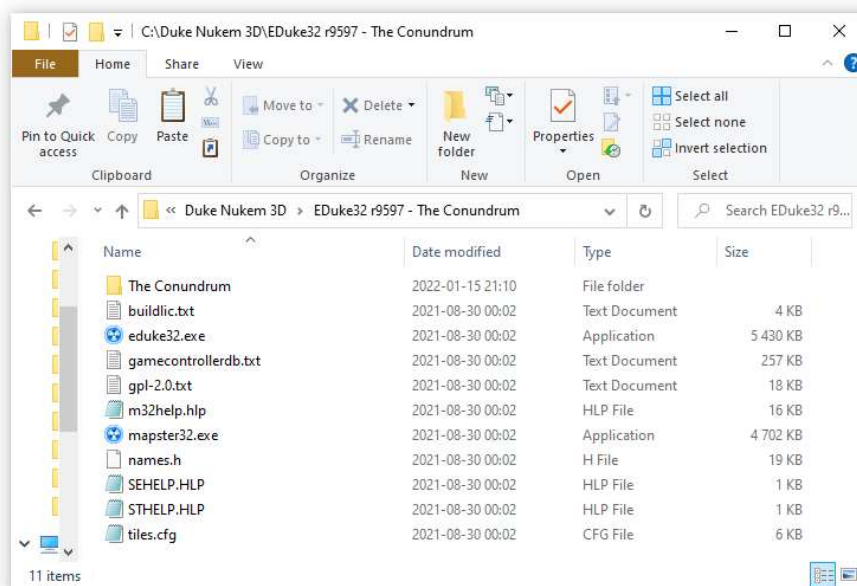 C:\Duke Nukem 3D\EDuke32 r9597 - The Conundrum
File Home Share View
Pin to Quick access
Copy
Paste
Move to
Copy to
Delete
Rename
New folder
Properties
Select all
Select none
Invert selection
Clipboard Organize New Open Select
« Duke Nukem 3D > EDuke32 r9597 - The Conundrum Search EDuke32 r9...
Name Date modified Type Size
The Conundrum 2022-01-15 21:10 File folder
buildlic.txt 2021-08-30 00:02 Text Document 4 KB
eduke32.exe 2021-08-30 00:02 Application 5 430 KB
gamecontrollerdb.txt 2021-08-30 00:02 Text Document 257 KB
gpl-2.0.txt 2021-08-30 00:02 Text Document 18 KB
m32help.hlp 2021-08-30 00:02 HLP File 16 KB
mapster32.exe 2021-08-30 00:02 Application 4 702 KB
names.h 2021-08-30 00:02 H File 19 KB
SEHELP.HLP 2021-08-30 00:02 HLP File 1 KB
STHELP.HLP 2021-08-30 00:02 HLP File 1 KB
tiles.cfg 2021-08-30 00:02 CFG File 6 KB
11 items